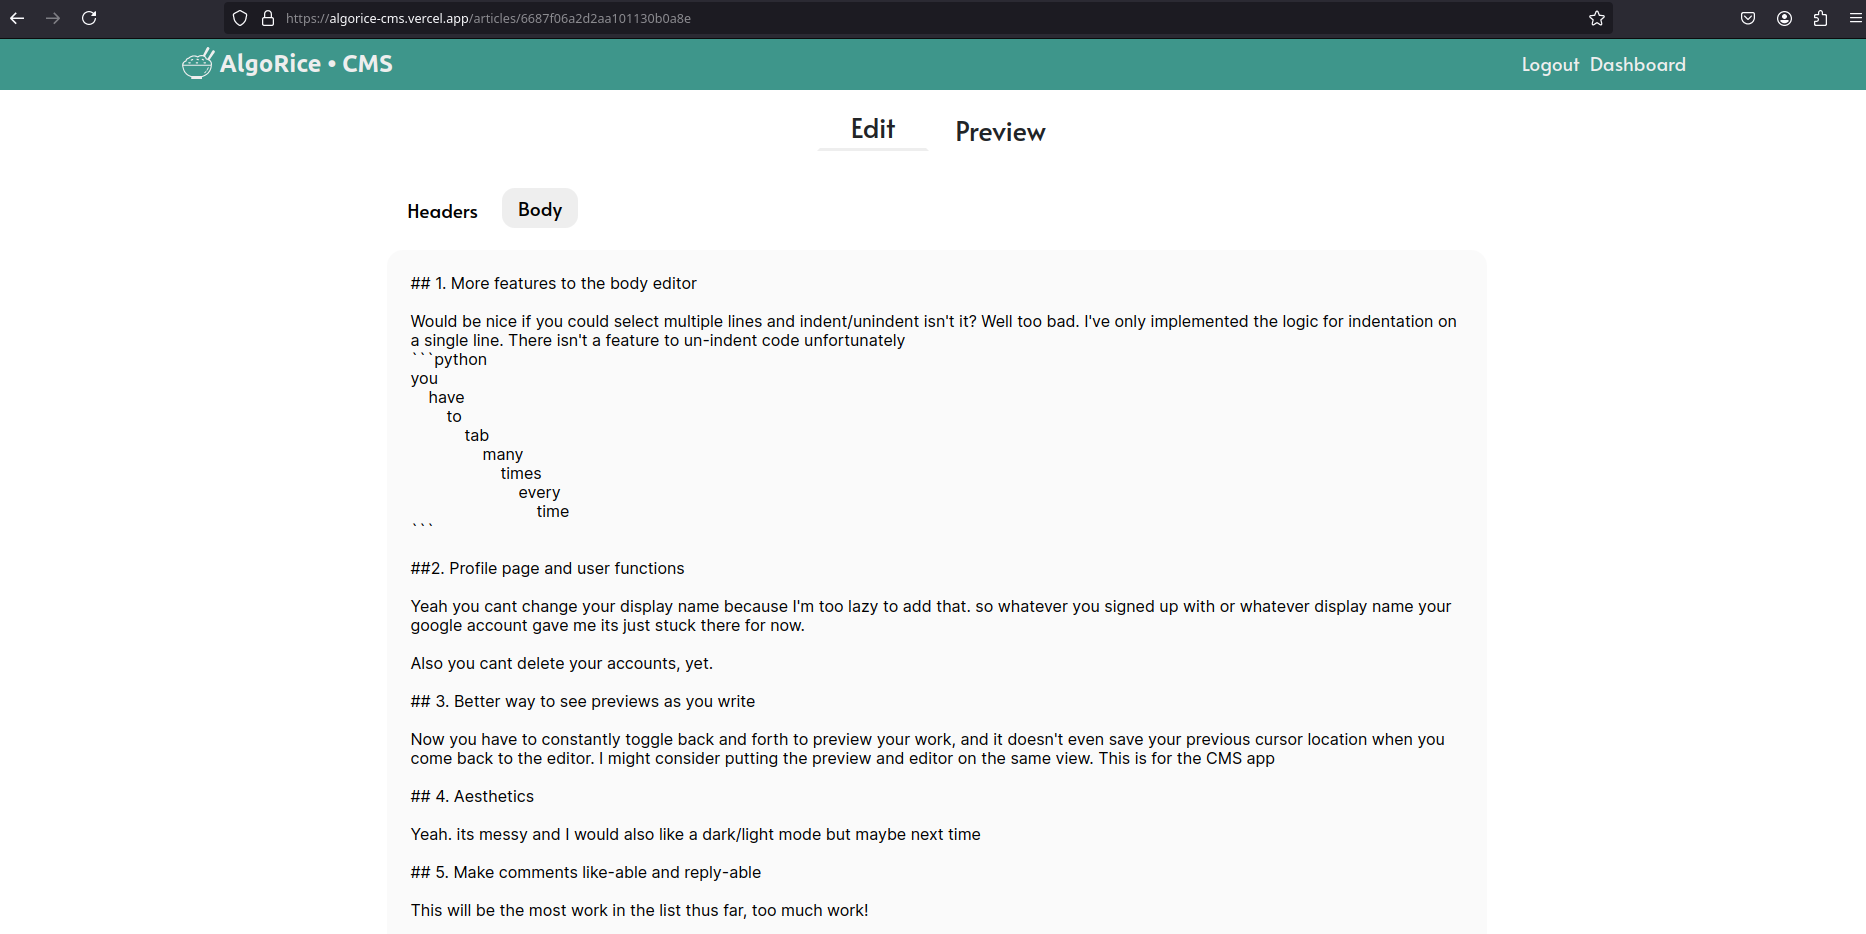 https://algorice-cms.vercel.app/articles/6687f06a2d2aa101130b0a8e
AlgoRice • CMS
Logout Dashboard
Edit Preview
Headers Body
## 1. More features to the body editor
Would be nice if you could select multiple lines and indent/unindent isn't it? Well too bad. I've only implemented the logic for indentation on
a single line. There isn't a feature to un-indent code unfortunately
```python
you
have
to
tab
many
times
every
time
```
##2. Profile page and user functions
Yeah you cant change your display name because I'm too lazy to add that. so whatever you signed up with or whatever display name your
google account gave me its just stuck there for now.
Also you cant delete your accounts, yet.
## 3. Better way to see previews as you write
Now you have to constantly toggle back and forth to preview your work, and it doesn't even save your previous cursor location when you
come back to the editor. I might consider putting the preview and editor on the same view. This is for the CMS app
## 4. Aesthetics
Yeah. its messy and I would also like a dark/light mode but maybe next time
## 5. Make comments like-able and reply-able
This will be the most work in the list thus far, too much work!